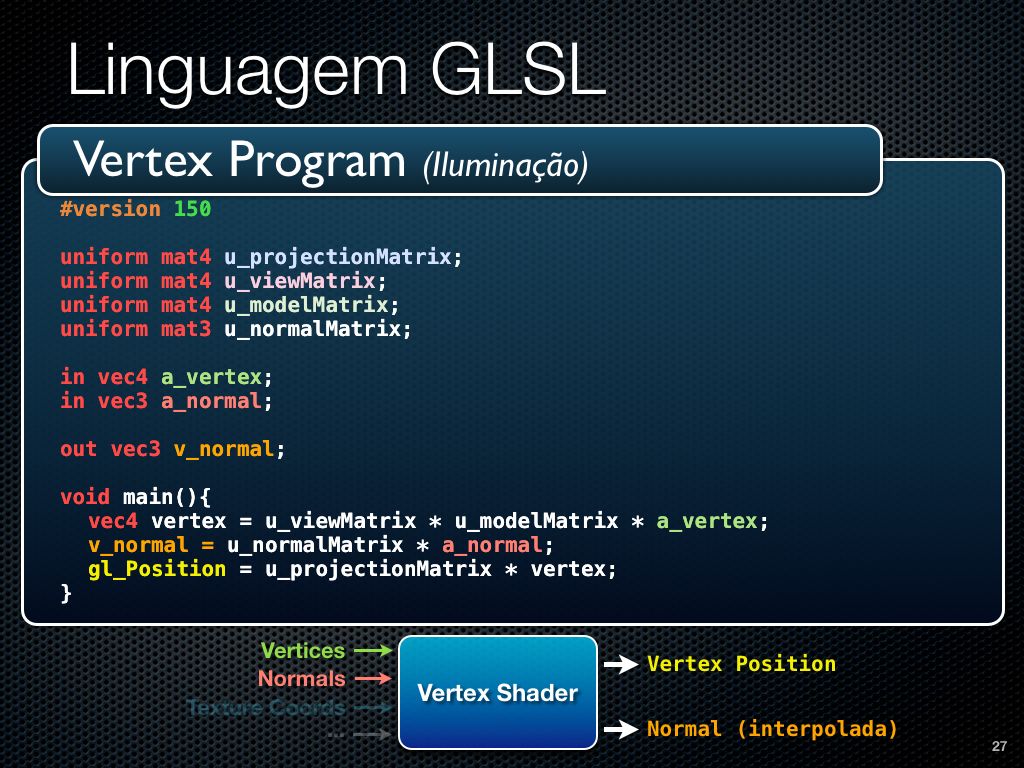 Linguagem GLSL
Vertex Program (Iluminação)
#version 150
uniform mat4 u_projectionMatrix;
uniform mat4 u_viewMatrix;
uniform mat4 u_modelMatrix;
uniform mat3 u_normalMatrix;
in vec4 a_vertex;
in vec3 a_normal;
out vec3 v_normal;
void main(){
vec4 vertex = u_viewMatrix * u_modelMatrix * a_vertex;
v_normal = u_normalMatrix * a_normal;
gl_Position = u_projectionMatrix * vertex;
}
Vertices
Normals
Texture Coords
...
Vertex Shader
Vertex Position
Normal (interpolada)
27